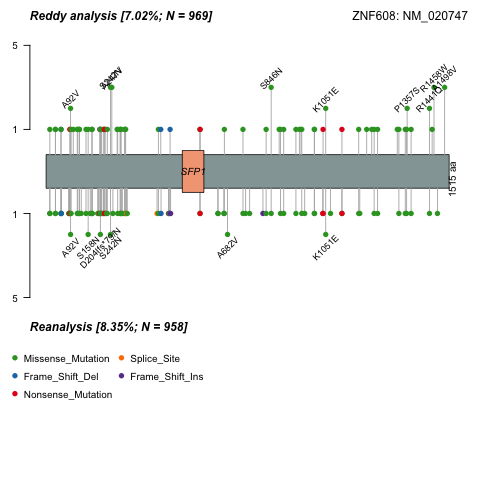 Reddy analysis [7.02%; N = 969]
ZNF608: NM_020747
5
1
A92V
S846N
K1051E
P1357S
R1441Q
R1458W
SFP1
1515 aa
1
5
A92V
S158N
S242N
A682V
K1051E
Reanalysis [8.35%; N = 958]
Missense_Mutation
Splice_Site
Frame_Shift_Del
Frame_Shift_Ins
Nonsense_Mutation